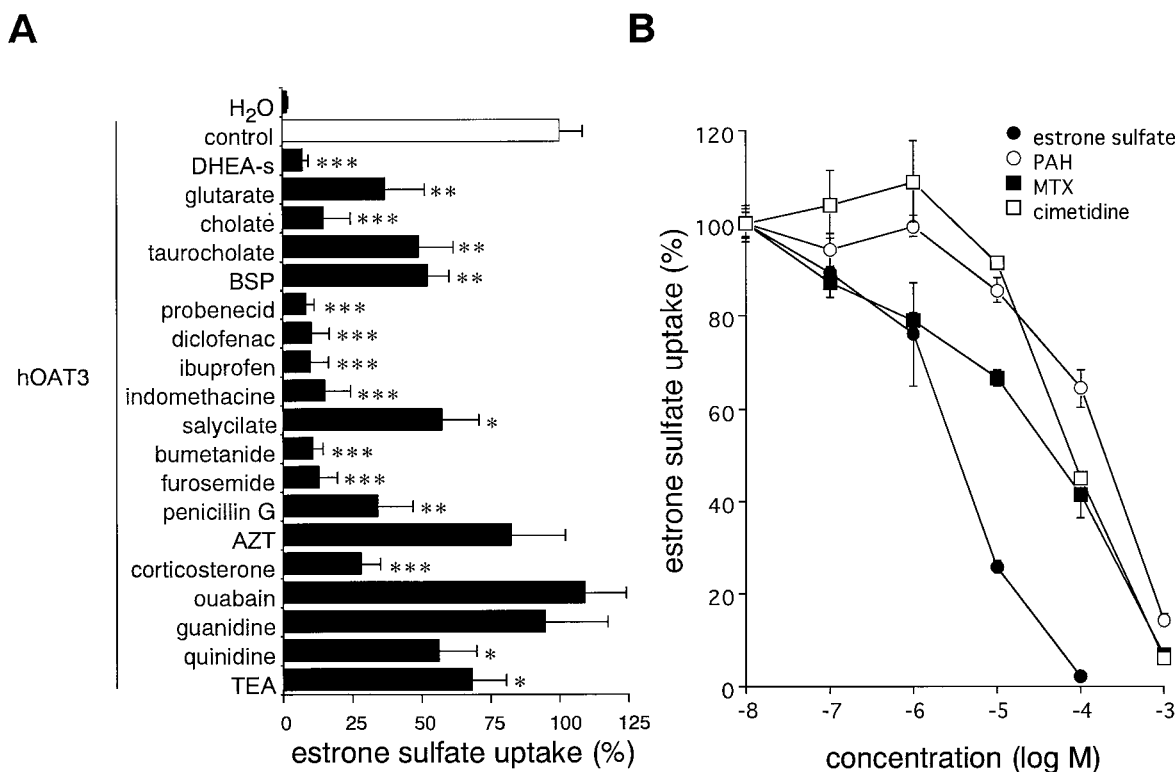 A
H2O
control
DHEA-s
glutarate
cholate
taurocholate
BSP
probenecid
diclofenac
ibuprofen
indomethacine
salycilate
bumetanide
furosemide
penicillin G
AZT
corticosterone
ouabain
guanidine
quinidine
TEA
hOAT3
***
**
***
**
**
***
***
***
***
*
***
***
**
***
*
*
0 25 50 75 100 125
estrone sulfate uptake (%)
B
estrone sulfate
PAH
MTX
cimetidine
120
100
80
60
40
20
0
estrone sulfate uptake (%)
-8 -7 -6 -5 -4 -3
concentration (log M)